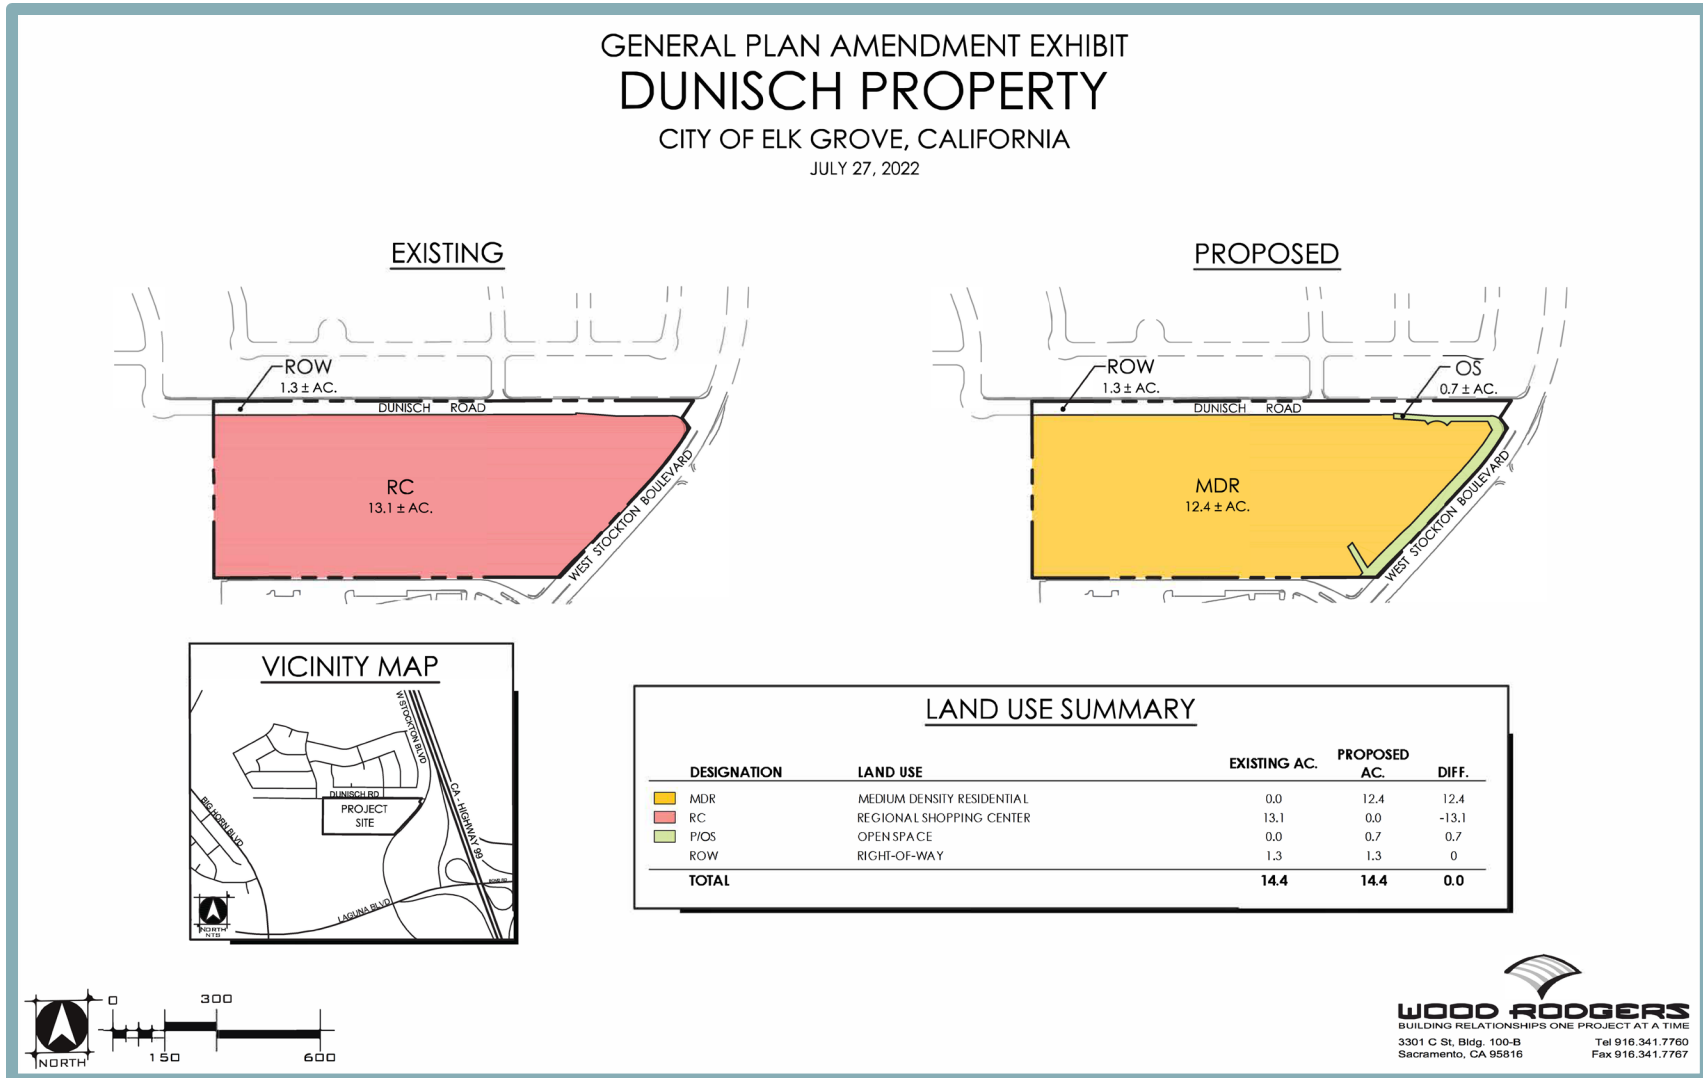 GENERAL PLAN AMENDMENT EXHIBIT
DUNISCH PROPERTY
CITY OF ELK GROVE, CALIFORNIA
JULY 27, 2022
EXISTING
ROW
1.3 ± AC.
DUNISCH ROAD
RC
13.1 ± AC.
WEST STOCKTON BOULEVARD
PROPOSED
ROW
1.3 ± AC.
OS
0.7 ± AC.
DUNISCH ROAD
MDR
12.4 ± AC.
WEST STOCKTON BOULEVARD
VICINITY MAP
W STOCKTON BLVD
DUNISCH RD
PROJECT
SITE
CA - HIGHWAY 99
BIG HORN BLVD
LAGUNA BLVD
BOND RD
NORTH
NTS
LAND USE SUMMARY
DESIGNATION LAND USE EXISTING AC. PROPOSED AC. DIFF.
MDR MEDIUM DENSITY RESIDENTIAL 0.0 12.4 12.4
RC REGIONAL SHOPPING CENTER 13.1 0.0 -13.1
P/OS OPEN SPACE 0.0 0.7 0.7
ROW RIGHT-OF-WAY 1.3 1.3 0
TOTAL 14.4 14.4 0.0
NORTH
0 300
150 600
WOOD RODGERS
BUILDING RELATIONSHIPS ONE PROJECT AT A TIME
3301 C St, Bldg. 100-B Tel 916.341.7760
Sacramento, CA 95816 Fax 916.341.7767